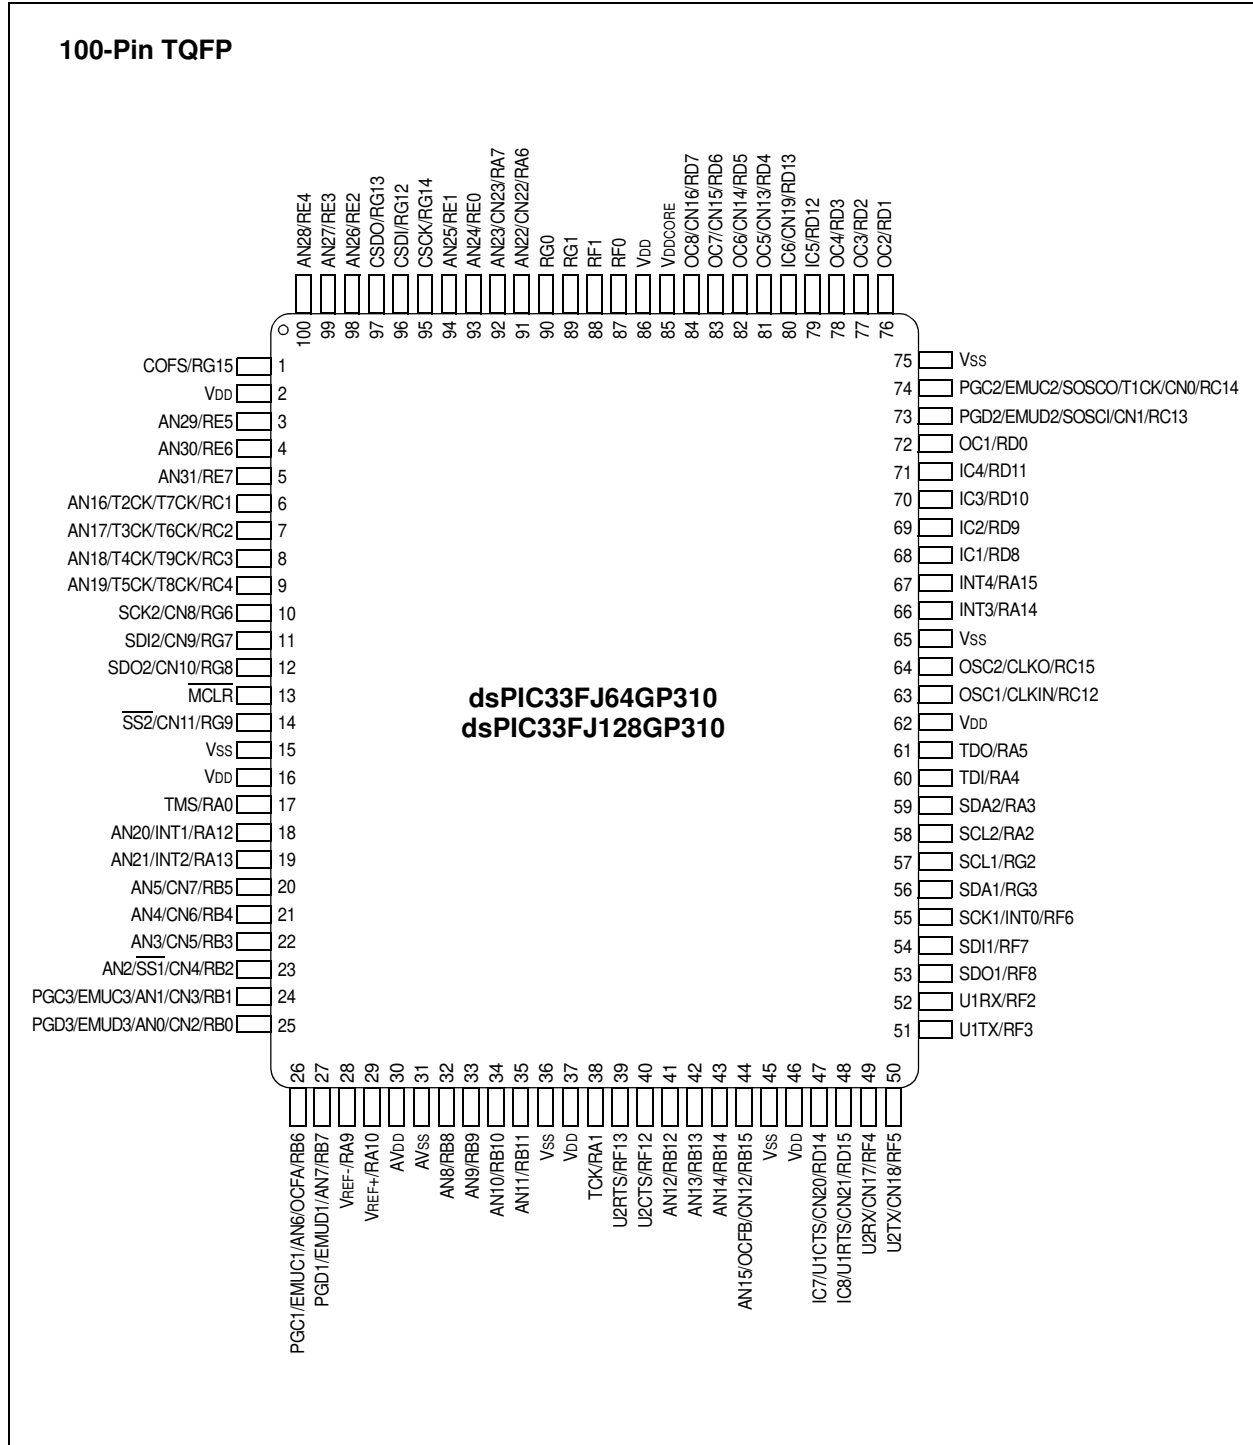 100-Pin TQFP
AN28/RE4
AN27/RE3
AN26/RE2
CSDO/RG13
CSDI/RG12
CSCK/RG14
AN25/RE1
AN24/RE0
AN23/CN23/RA7
AN22/CN22/RA6
RG0
RG1
RF1
RF0
VDD
VDDCORE
OC8/CN16/RD7
OC7/CN15/RD6
OC6/CN14/RD5
OC5/CN13/RD4
IC6/CN19/RD13
IC5/RD12
OC4/RD3
OC3/RD2
OC2/RD1
100 99 98 97 96 95 94 93 92 91 90 89 88 87 86 85 84 83 82 81 80 79 78 77 76
COFS/RG15 1
VDD 2
AN29/RE5 3
AN30/RE6 4
AN31/RE7 5
AN16/T2CK/T7CK/RC1 6
AN17/T3CK/T6CK/RC2 7
AN18/T4CK/T9CK/RC3 8
AN19/T5CK/T8CK/RC4 9
SCK2/CN8/RG6 10
SDI2/CN9/RG7 11
SDO2/CN10/RG8 12
MCLR 13
SS2/CN11/RG9 14
VSS 15
VDD 16
TMS/RA0 17
AN20/INT1/RA12 18
AN21/INT2/RA13 19
AN5/CN7/RB5 20
AN4/CN6/RB4 21
AN3/CN5/RB3 22
AN2/SS1/CN4/RB2 23
PGC3/EMUC3/AN1/CN3/RB1 24
PGD3/EMUD3/AN0/CN2/RB0 25
dsPIC33FJ64GP310
dsPIC33FJ128GP310
75 VSS
74 PGC2/EMUC2/SOSCO/T1CK/CN0/RC14
73 PGD2/EMUD2/SOSCI/CN1/RC13
72 OC1/RD0
71 IC4/RD11
70 IC3/RD10
69 IC2/RD9
68 IC1/RD8
67 INT4/RA15
66 INT3/RA14
65 VSS
64 OSC2/CLKO/RC15
63 OSC1/CLKIN/RC12
62 VDD
61 TDO/RA5
60 TDI/RA4
59 SDA2/RA3
58 SCL2/RA2
57 SCL1/RG2
56 SDA1/RG3
55 SCK1/INT0/RF6
54 SDI1/RF7
53 SDO1/RF8
52 U1RX/RF2
51 U1TX/RF3
26 27 28 29 30 31 32 33 34 35 36 37 38 39 40 41 42 43 44 45 46 47 48 49 50
PGC1/EMUC1/AN6/OCFA/RB6
PGD1/EMUD1/AN7/RB7
VREF-/RA9
VREF+/RA10
AVDD
AVSS
AN8/RB8
AN9/RB9
AN10/RB10
AN11/RB11
VSS
VDD
TCK/RA1
U2RTS/RF13
U2CTS/RF12
AN12/RB12
AN13/RB13
AN14/RB14
AN15/OCFB/CN12/RB15
VSS
VDD
IC7/U1CTS/CN20/RD14
IC8/U1RTS/CN21/RD15
U2RX/CN17/RF4
U2TX/CN18/RF5